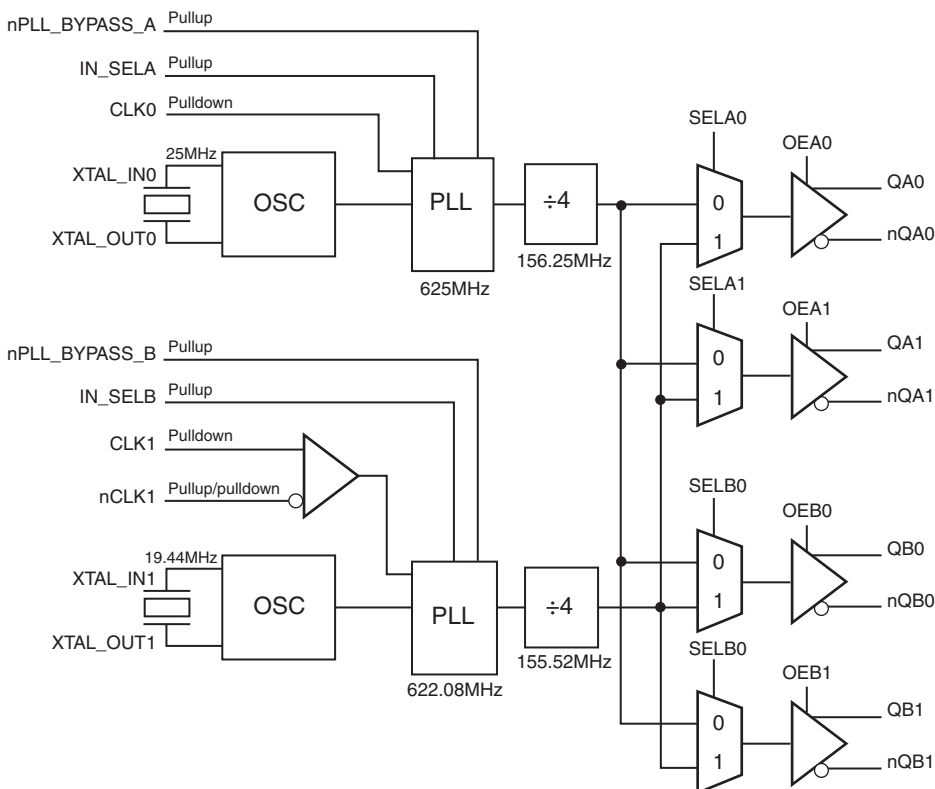 nPLL_BYPASS_A Pullup
IN_SELA Pullup
CLK0 Pulldown
SELA0
OEA0
25MHz
XTAL_IN0
OSC
PLL
÷4
0
1
QA0
nQA0
XTAL_OUT0
625MHz
156.25MHz
SELA1
OEA1
nPLL_BYPASS_B Pullup
0
1
QA1
nQA1
IN_SELB Pullup
CLK1 Pulldown
nCLK1 Pullup/pulldown
SELB0
OEB0
19.44MHz
XTAL_IN1
OSC
PLL
÷4
0
1
QB0
nQB0
XTAL_OUT1
622.08MHz
155.52MHz
SELB0
OEB1
0
1
QB1
nQB1